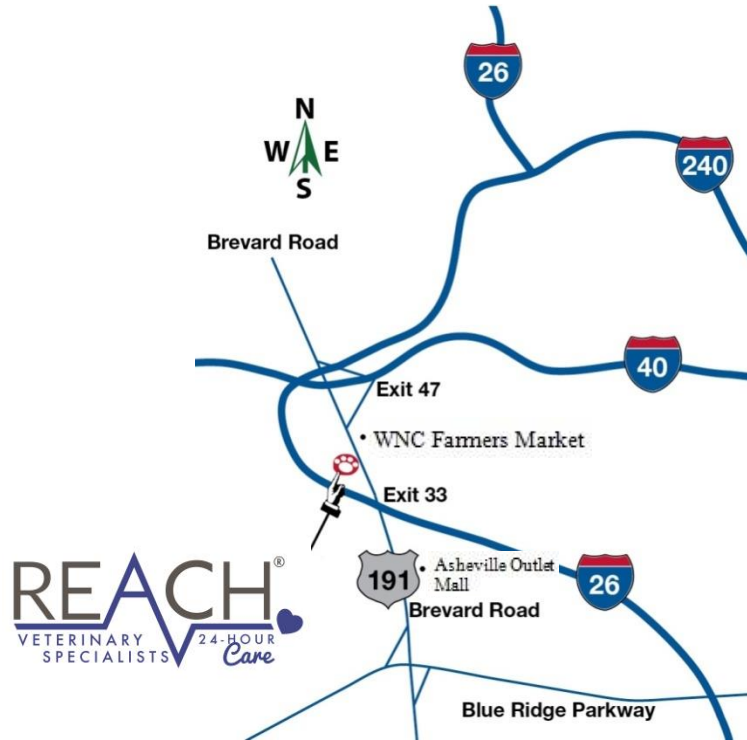 26
240
N
W E
S
Brevard Road
40
Exit 47
• WNC Farmers Market
Exit 33
191
• Asheville Outlet
Mall
26
Brevard Road
REACH®
VETERINARY 24-HOUR
SPECIALISTS Care
Blue Ridge Parkway